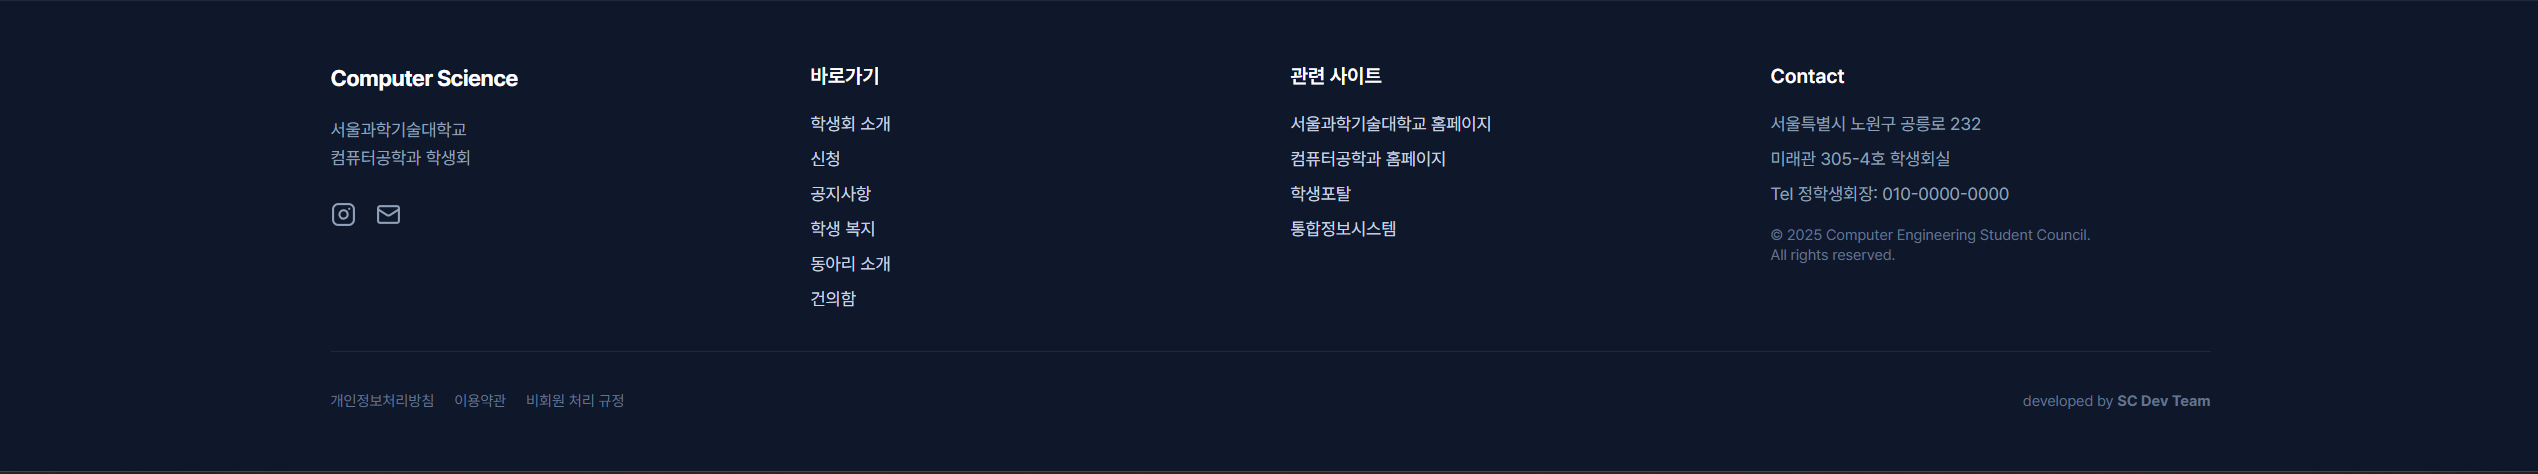 Computer Science
서울과학기술대학교
컴퓨터공학과 학생회
바로가기
학생회 소개
신청
공지사항
학생 복지
동아리 소개
건의함
관련 사이트
서울과학기술대학교 홈페이지
컴퓨터공학과 홈페이지
학생포탈
통합정보시스템
Contact
서울특별시 노원구 공릉로 232
미래관 305-4호 학생회실
Tel 정학생회장: 010-0000-0000
© 2025 Computer Engineering Student Council.
All rights reserved.
개인정보처리방침 이용약관 비회원 처리 규정
developed by SC Dev Team